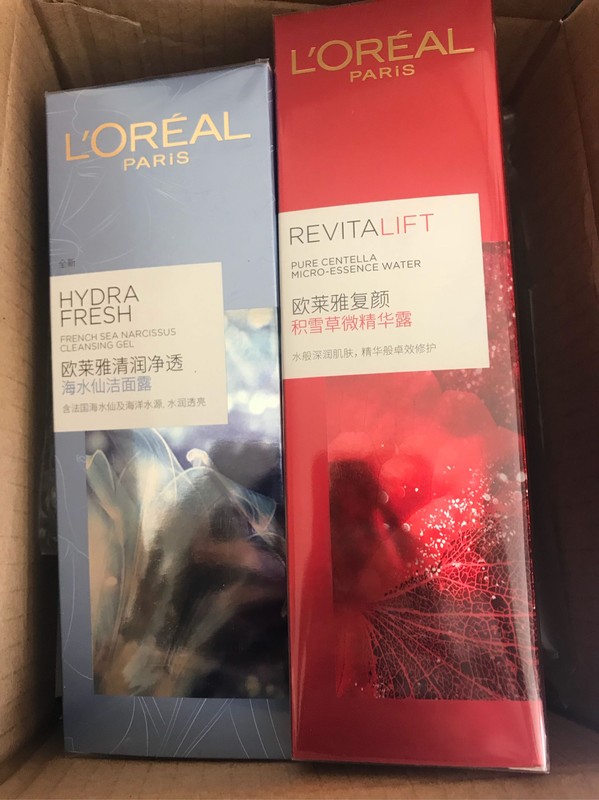 L'ORÉAL
PARIS
全新
HYDRA
FRESH
FRENCH SEA NARCISSUS
CLEANSING GEL
欧莱雅清润净透
海水仙洁面露
含法国海水仙及海洋水源, 水润透亮
L'ORÉAL
PARIS
REVITALIFT
PURE CENTELLA
MICRO-ESSENCE WATER
欧莱雅复颜
积雪草微精华露
水般深润肌肤, 精华般卓效修护